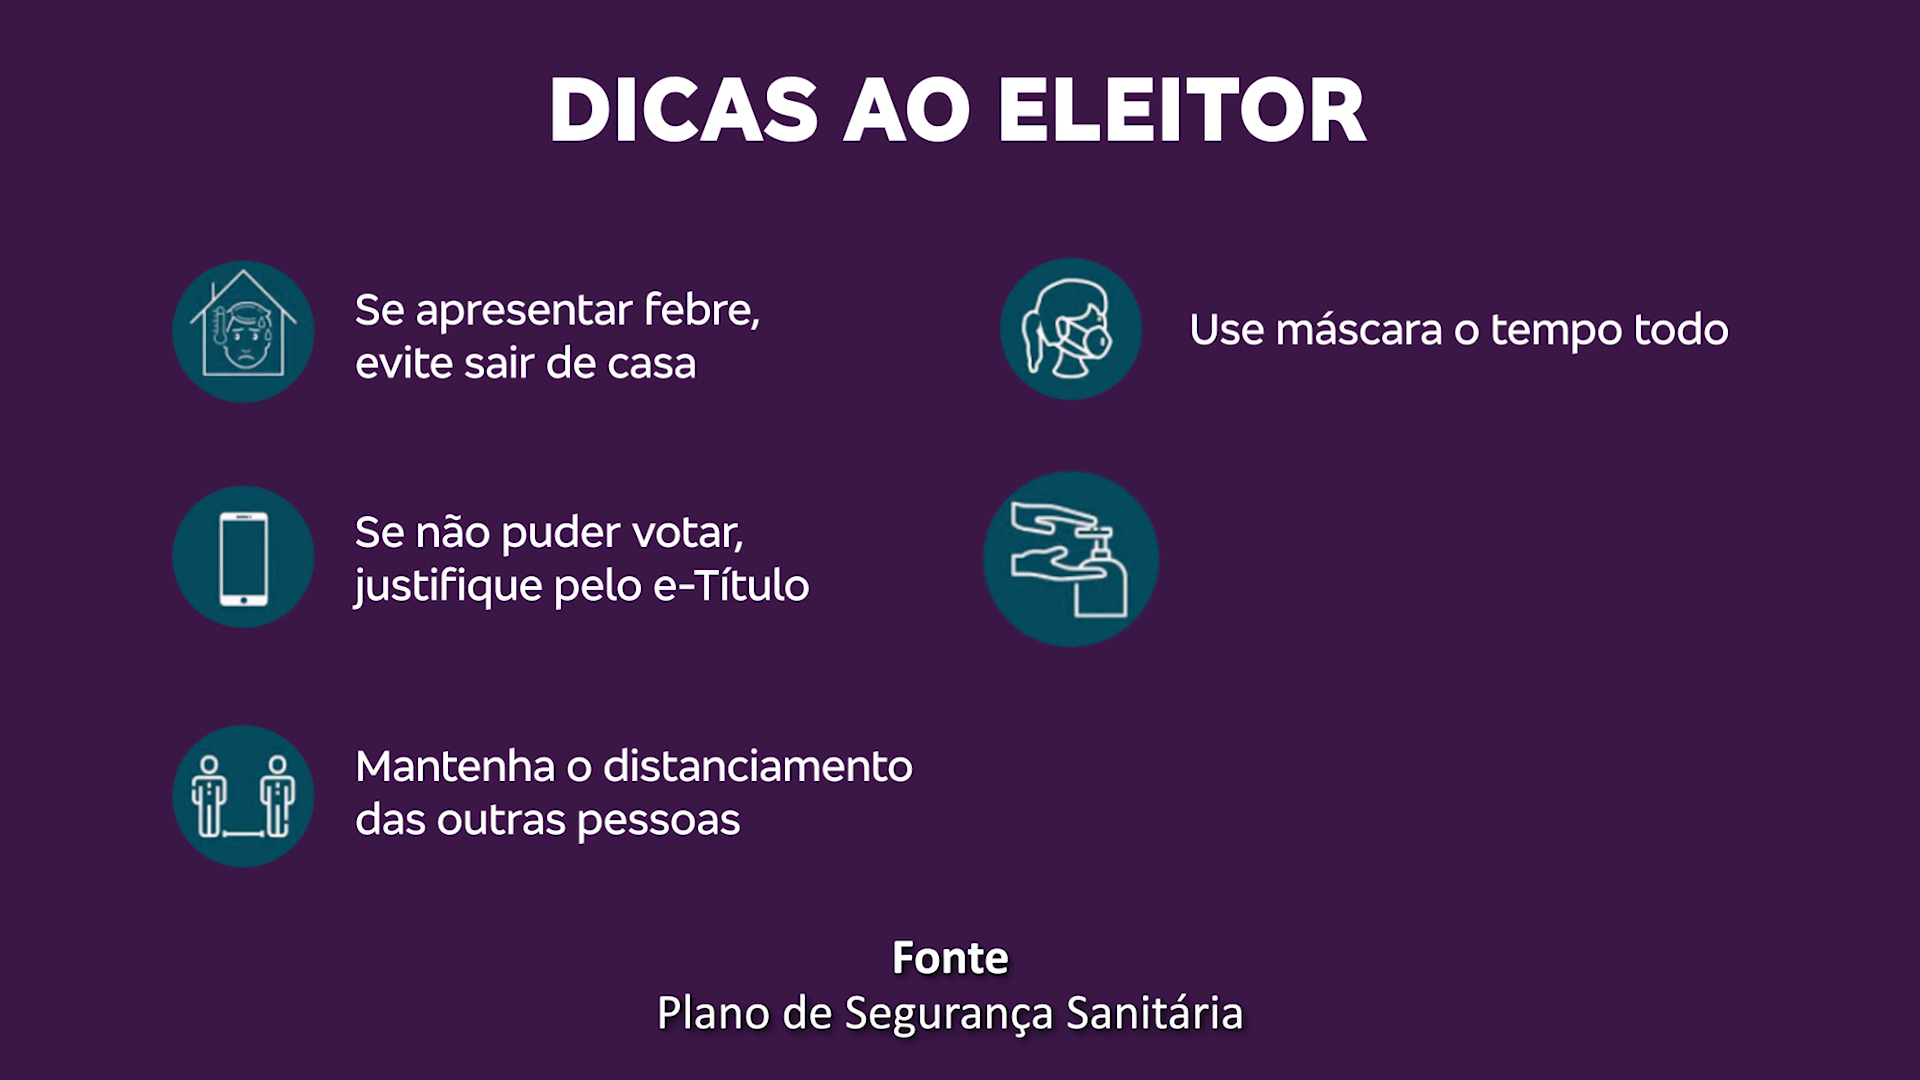 DICAS AO ELEITOR
Se apresentar febre,
evite sair de casa
Se não puder votar,
justifique pelo e-Título
Mantenha o distanciamento
das outras pessoas
Use máscara o tempo todo
Fonte
Plano de Segurança Sanitária